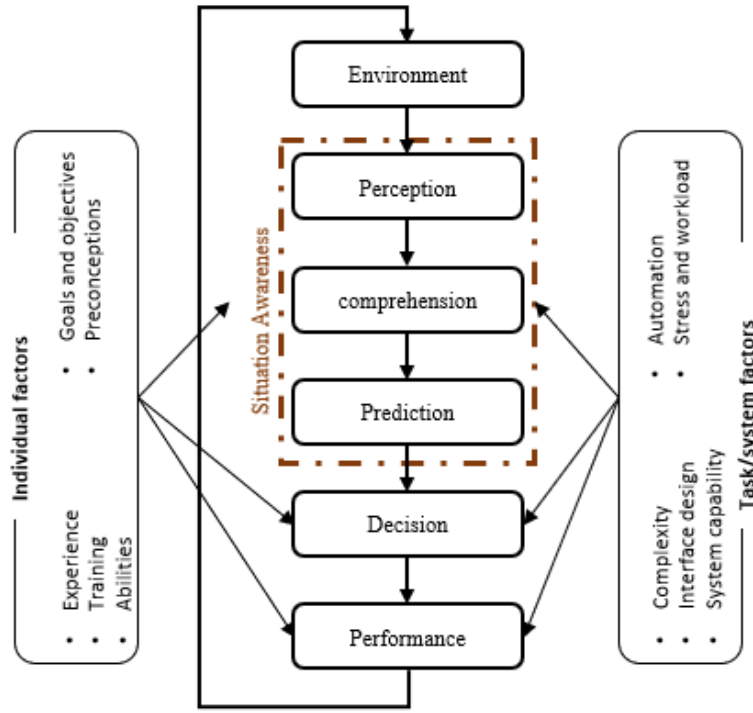 Environment
Perception
comprehension
Prediction
Situation Awareness
Decision
Performance
Individual factors
• Goals and objectives
• Preconceptions
• Experience
• Training
• Abilities
Task/system factors
• Automation
• Stress and workload
• Complexity
• Interface design
• System capability